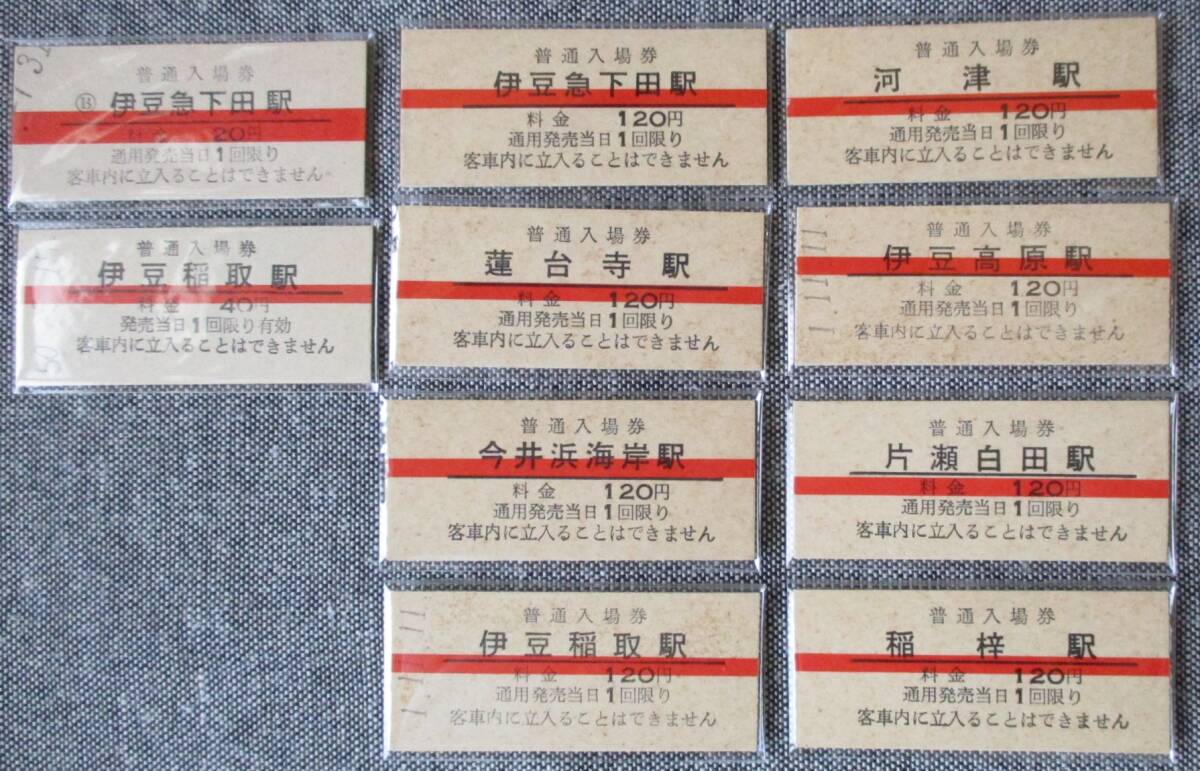 普通入場券
Ⓑ 伊豆急下田駅
料金 20円
通用発売当日1回限り
客車内に立入ることはできません
普通入場券
伊豆稲取駅
料金 40円
発売当日1回限り有効
客車内に立入ることはできません
普通入場券
伊豆急下田駅
料金 120円
通用発売当日1回限り
客車内に立入ることはできません
普通入場券
蓮台寺駅
料金 120円
通用発売当日1回限り
客車内に立入ることはできません
普通入場券
今井浜海岸駅
料金 120円
通用発売当日1回限り
客車内に立入ることはできません
1.11.11
普通入場券
伊豆稲取駅
料金 120円
通用発売当日1回限り
客車内に立入ることはできません
普通入場券
河津駅
料金 120円
通用発売当日1回限り
客車内に立入ることはできません
1.11.11
普通入場券
伊豆高原駅
料金 120円
通用発売当日1回限り
客車内に立入ることはできません
普通入場券
片瀬白田駅
料金 120円
通用発売当日1回限り
客車内に立入ることはできません
普通入場券
稲梓駅
料金 120円
通用発売当日1回限り
客車内に立入ることはできません